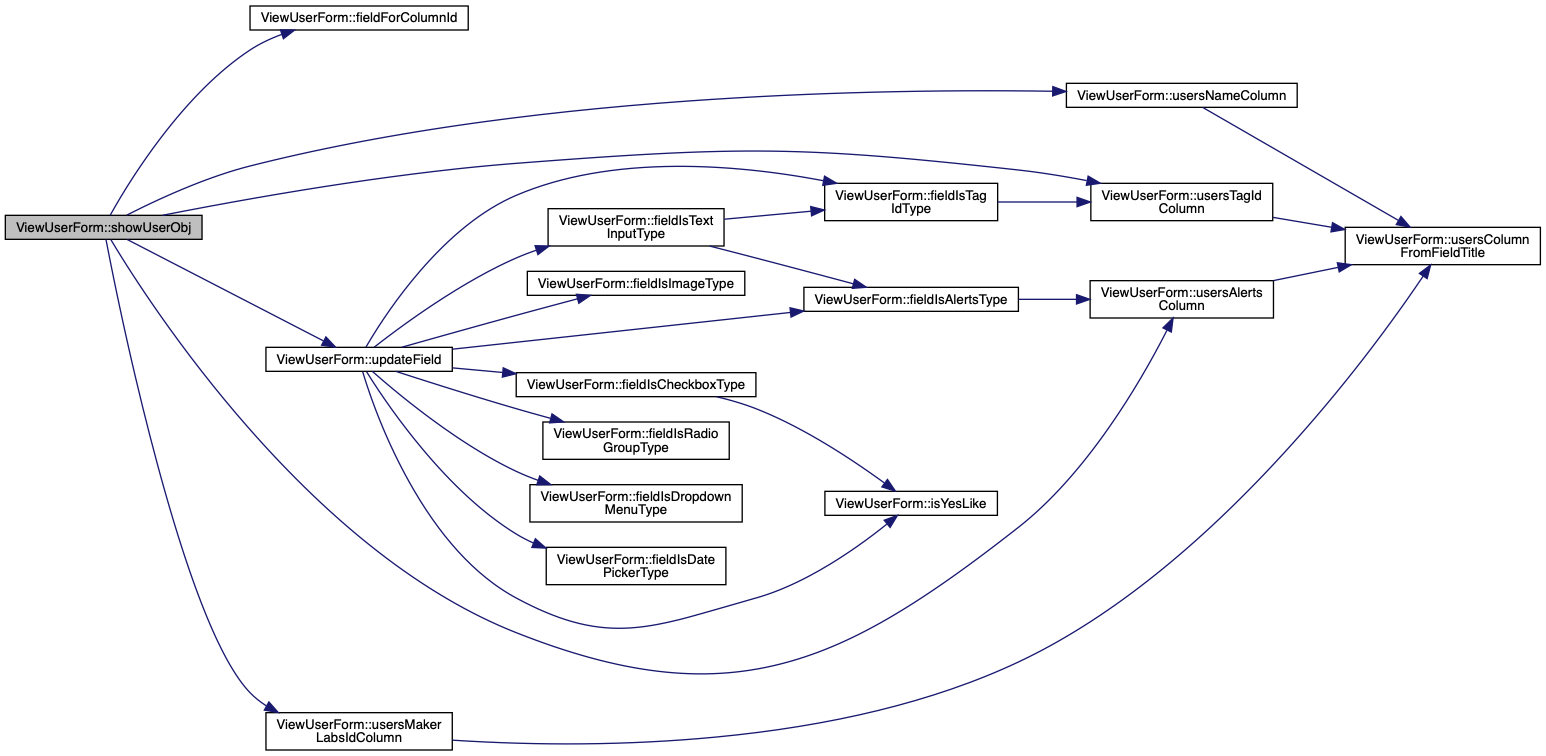 ViewUserForm::fieldForColumnId
ViewUserForm::usersNameColumn
ViewUserForm::fieldIsTag
IdType
ViewUserForm::usersTagId
Column
ViewUserForm::showUserObj
ViewUserForm::fieldIsText
InputType
ViewUserForm::usersColumn
FromFieldTitle
ViewUserForm::fieldIsImageType
ViewUserForm::fieldIsAlertsType
ViewUserForm::usersAlerts
Column
ViewUserForm::updateField
ViewUserForm::fieldIsCheckboxType
ViewUserForm::fieldIsRadio
GroupType
ViewUserForm::fieldIsDropdown
MenuType
ViewUserForm::isYesLike
ViewUserForm::fieldIsDate
PickerType
ViewUserForm::usersMaker
LabsIdColumn